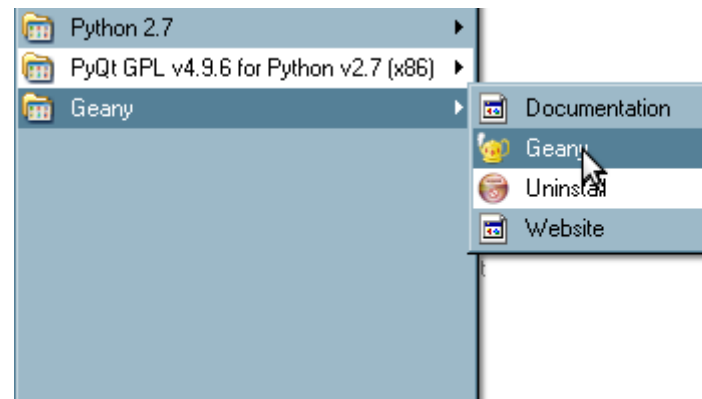 Python 2.7
PyQt GPL v4.9.6 for Python v2.7 (x86)
Geany
Documentation
Geany
Uninstall
Website
t